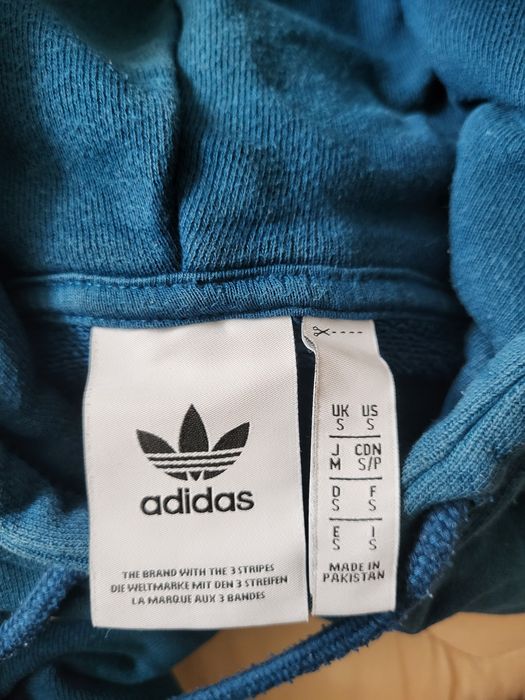 adidas
THE BRAND WITH THE 3 STRIPES
DIE WELTMARKE MIT DEN 3 STREIFEN
LA MARQUE AUX 3 BANDES
UK US
S S
J CDN
M S/P
D F
S S
E I
S S
MADE IN
PAKISTAN